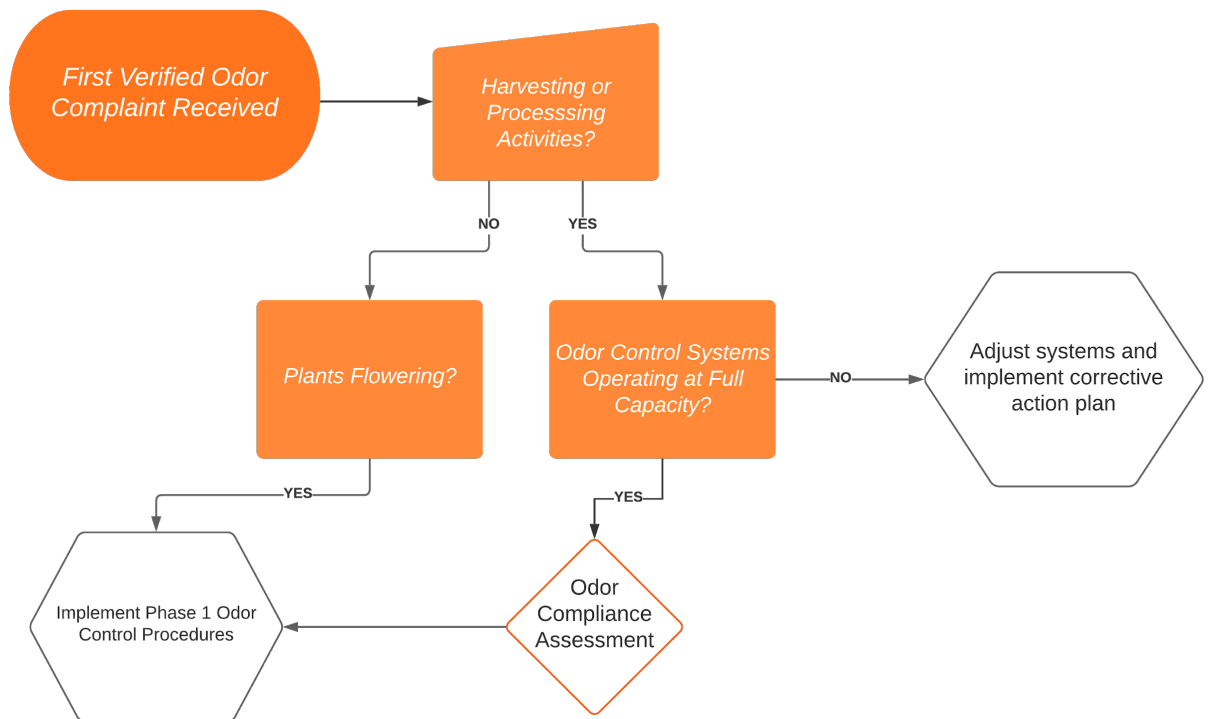 First Verified Odor
Complaint Received
Harvesting or
Processsing
Activities?
NO
YES
Plants Flowering?
Odor Control Systems
Operating at Full
Capacity?
NO
Adjust systems and
implement corrective
action plan
YES
YES
Implement Phase 1 Odor
Control Procedures
Odor
Compliance
Assessment